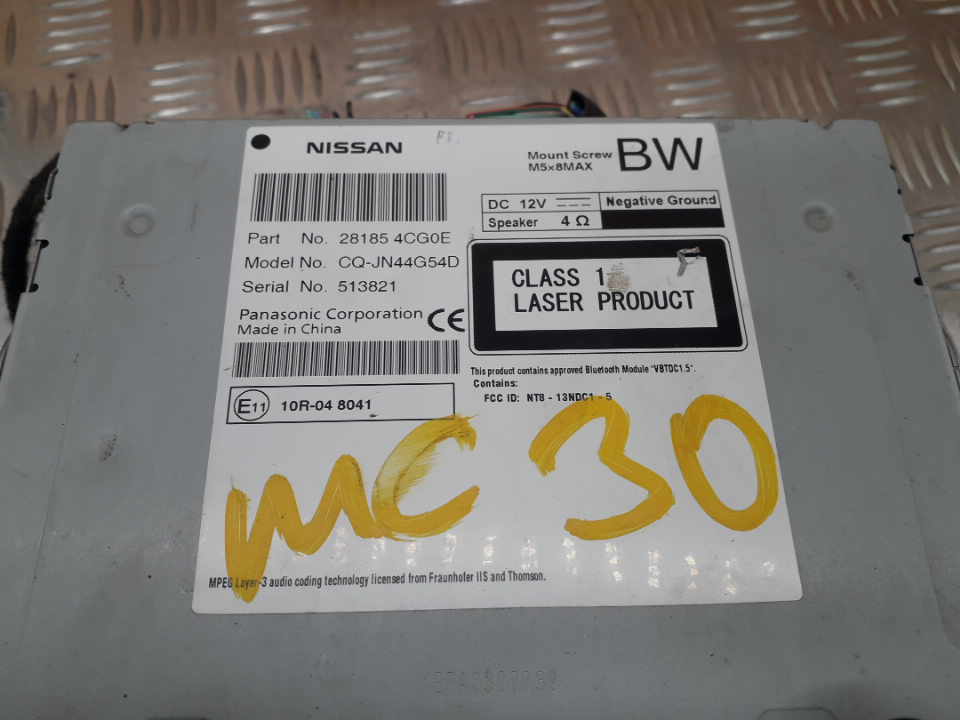 NISSAN
Mount Screw
M5x8MAX
BW
DC 12V
Negative Ground
Speaker 4 Ω
Part No. 28185 4CG0E
Model No. CQ-JN44G54D
Serial No. 513821
Panasonic Corporation
Made in China
CE
CLASS 1
LASER PRODUCT
This product contains approved Bluetooth Module "VBTDC1.5".
Contains:
FCC ID: NT8 - 13NDC1 - 5
E11 10R-04 8041
MC 30
MPEG Layer-3 audio coding technology licensed from Fraunhofer IIS and Thomson.